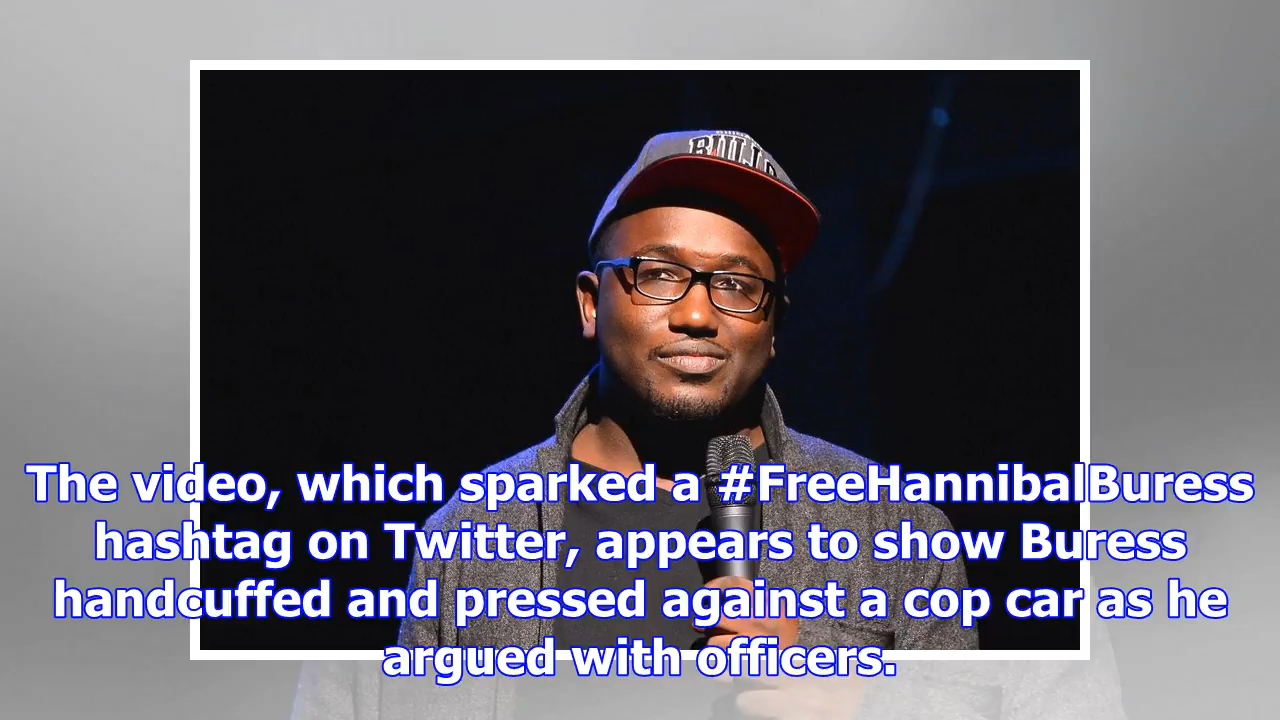 BULLS
The video, which sparked a #FreeHannibalBuress
hashtag on Twitter, appears to show Buress
handcuffed and pressed against a cop car as he
argued with officers.